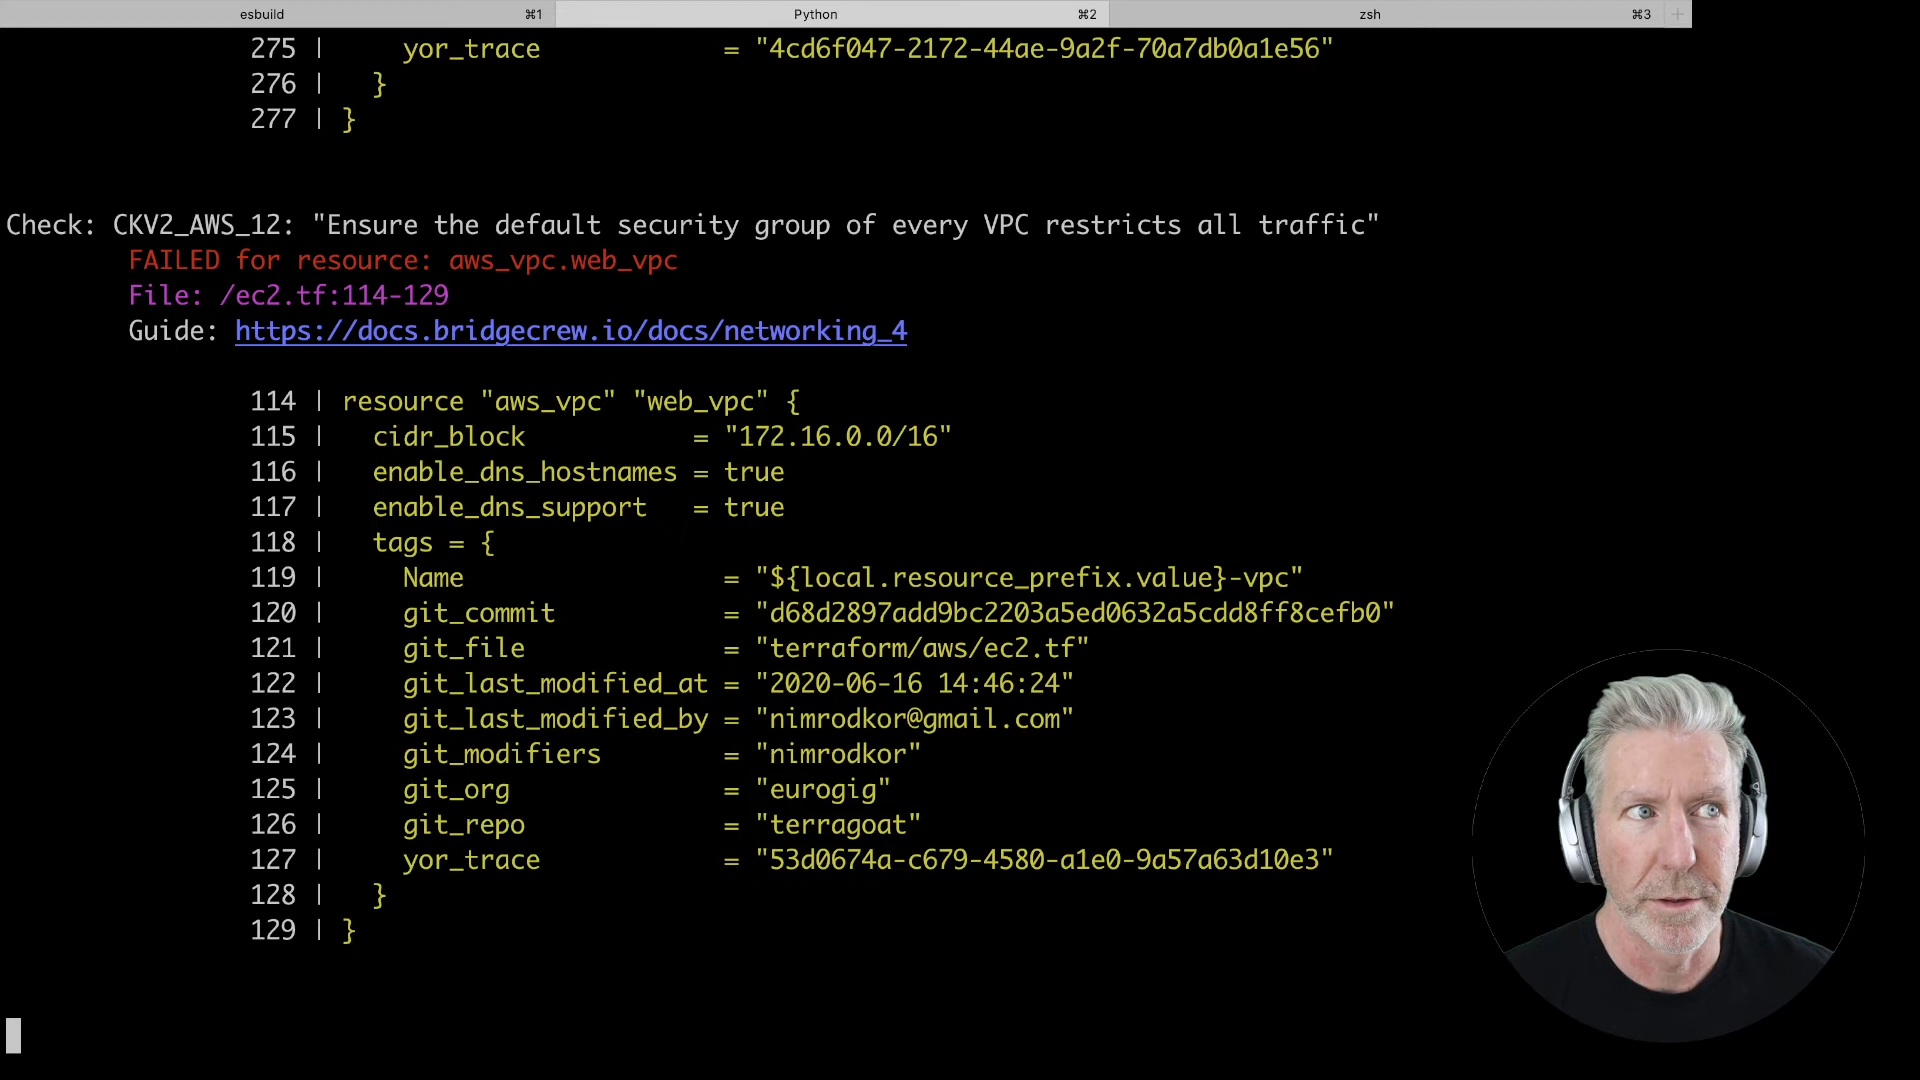 esbuild ⌘1 Python ⌘2 zsh ⌘3 +
275 |       yor_trace            = "4cd6f047-2172-44ae-9a2f-70a7db0a1e56"
276 |     }
277 | }
Check: CKV2_AWS_12: "Ensure the default security group of every VPC restricts all traffic"
FAILED for resource: aws_vpc.web_vpc
File: /ec2.tf:114-129
Guide: https://docs.bridgecrew.io/docs/networking_4
114 | resource "aws_vpc" "web_vpc" {
115 |   cidr_block           = "172.16.0.0/16"
116 |   enable_dns_hostnames = true
117 |   enable_dns_support   = true
118 |   tags = {
119 |     Name                 = "${local.resource_prefix.value}-vpc"
120 |     git_commit           = "d68d2897add9bc2203a5ed0632a5cdd8ff8cefb0"
121 |     git_file             = "terraform/aws/ec2.tf"
122 |     git_last_modified_at = "2020-06-16 14:46:24"
123 |     git_last_modified_by = "nimrodkor@gmail.com"
124 |     git_modifiers        = "nimrodkor"
125 |     git_org              = "eurogig"
126 |     git_repo             = "terragoat"
127 |     yor_trace            = "53d0674a-c679-4580-a1e0-9a57a63d10e3"
128 |   }
129 | }